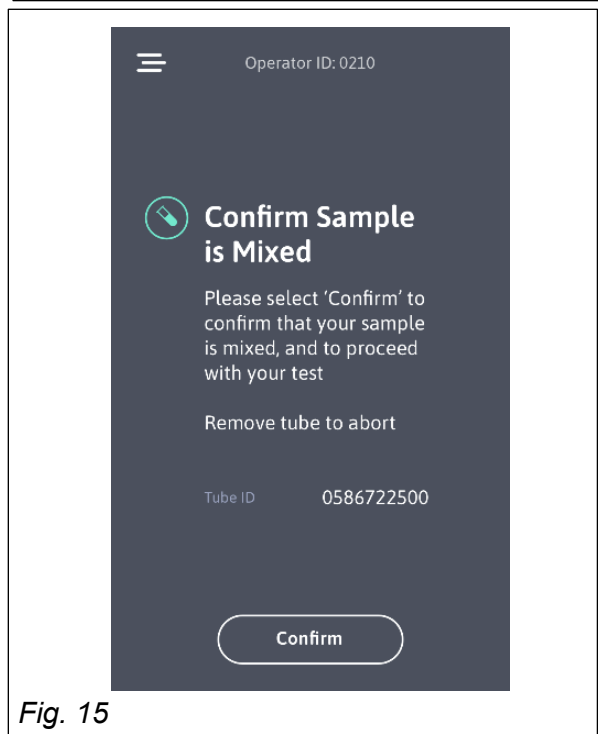 Operator ID: 0210
Confirm Sample
is Mixed
Please select ‘Confirm’ to
confirm that your sample
is mixed, and to proceed
with your test
Remove tube to abort
Tube ID 0586722500
Confirm
Fig. 15